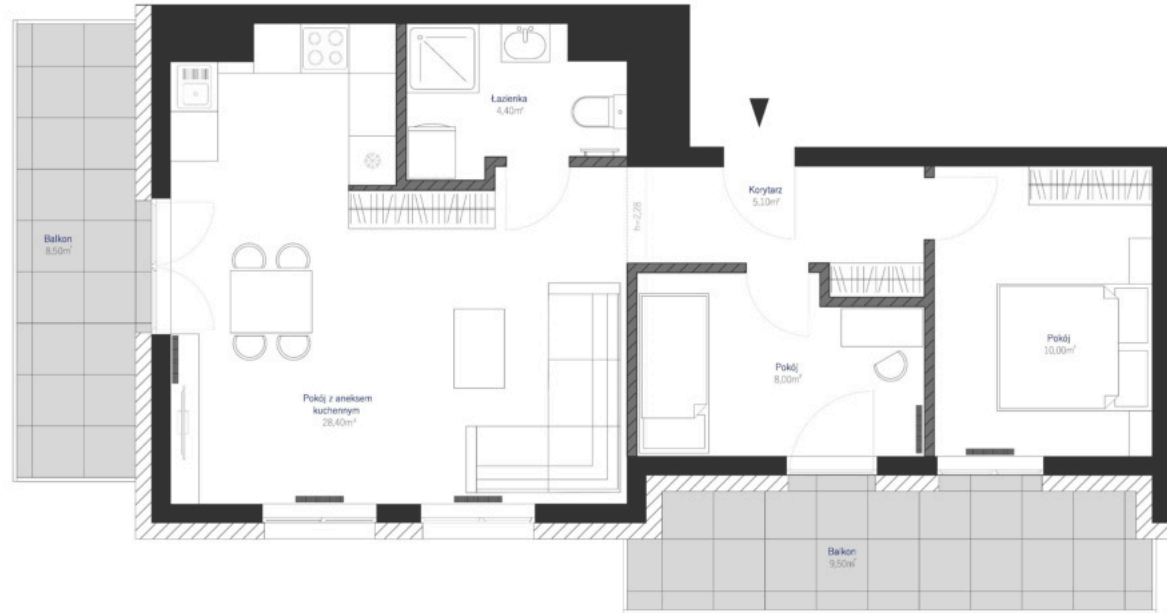 Łazienka
4,40m²
Korytarz
5,10m²
h=2,28
Balkon
8,50m²
Pokój
10,00m²
Pokój
8,00m²
Pokój z aneksem
kuchennym
28,40m²
Balkon
9,50m²